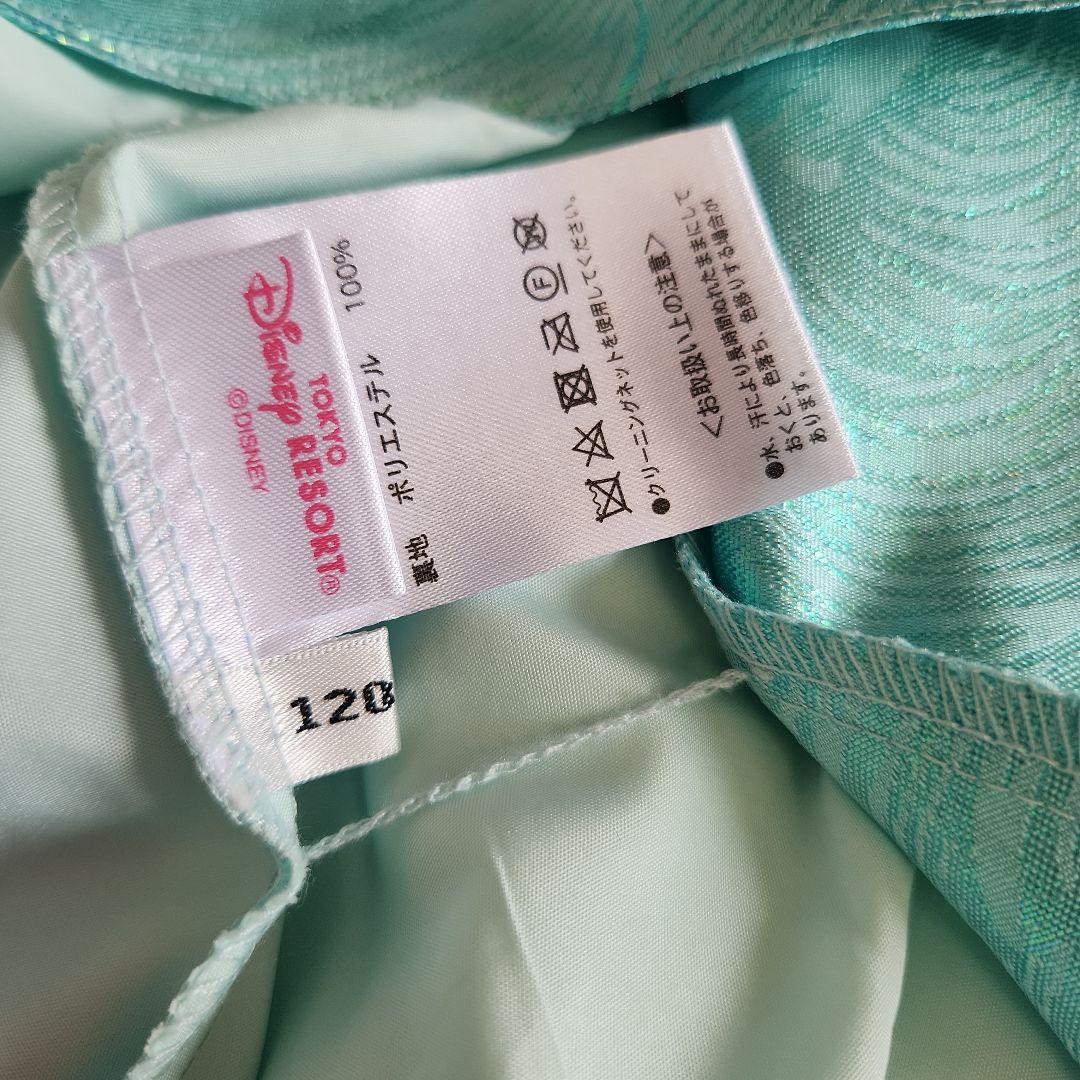 TOKYO
DISNEY RESORT®
©DISNEY
裏地 ポリエステル 100%
●クリーニングネットを使用してください。
<お取扱い上の注意>
●水、汗により長時間ぬれたままにして
おくと、色落ち、色移りする場合が
あります。
120